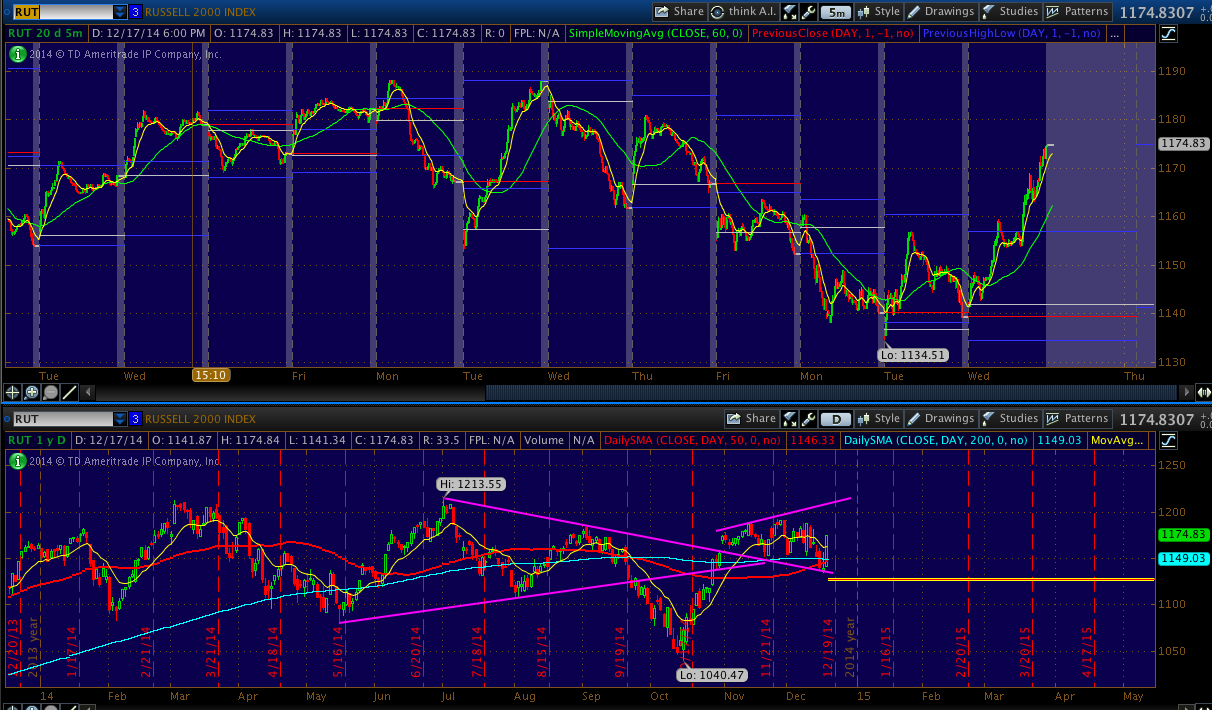 RUT 3 RUSSELL 2000 INDEX Share think A.I. 5m Style Drawings Studies Patterns 1174.8307
RUT 20 d 5m D: 12/17/14 6:00 PM O: 1174.83 H: 1174.83 L: 1174.83 C: 1174.83 R: 0 FPL: N/A SimpleMovingAvg (CLOSE, 60, 0) PreviousClose (DAY, 1, -1, no) PreviousHighLow (DAY, 1, -1, no) ...
2014 © TD Ameritrade IP Company, Inc.
1190
1180
1174.83
1170
1160
1150
1140
Lo: 1134.51
1130
Tue Wed 15:10 Fri Mon Tue Wed Thu Fri Mon Tue Wed Thu
RUT 3 RUSSELL 2000 INDEX Share D Style Drawings Studies Patterns 1174.8307
RUT 1 y D D: 12/17/14 O: 1141.87 H: 1174.84 L: 1141.34 C: 1174.83 R: 33.5 FPL: N/A Volume N/A DailySMA (CLOSE, DAY, 50, 0, no) 1146.33 DailySMA (CLOSE, DAY, 200, 0, no) 1149.03 MovAvg...
2014 © TD Ameritrade IP Company, Inc.
1250
Hi: 1213.55
1200
1174.83
1149.03
1100
12/20/13 2013 year 1/17/14 2/21/14 3/21/14 4/18/14 5/16/14 6/20/14 7/18/14 8/15/14 9/19/14 11/21/14 12/19/14 2014 year 1/16/15 2/20/15 3/20/15 4/17/15
1050
Lo: 1040.47
14 Feb Mar Apr May Jun Jul Aug Sep Oct Nov Dec 15 Feb Mar Apr May